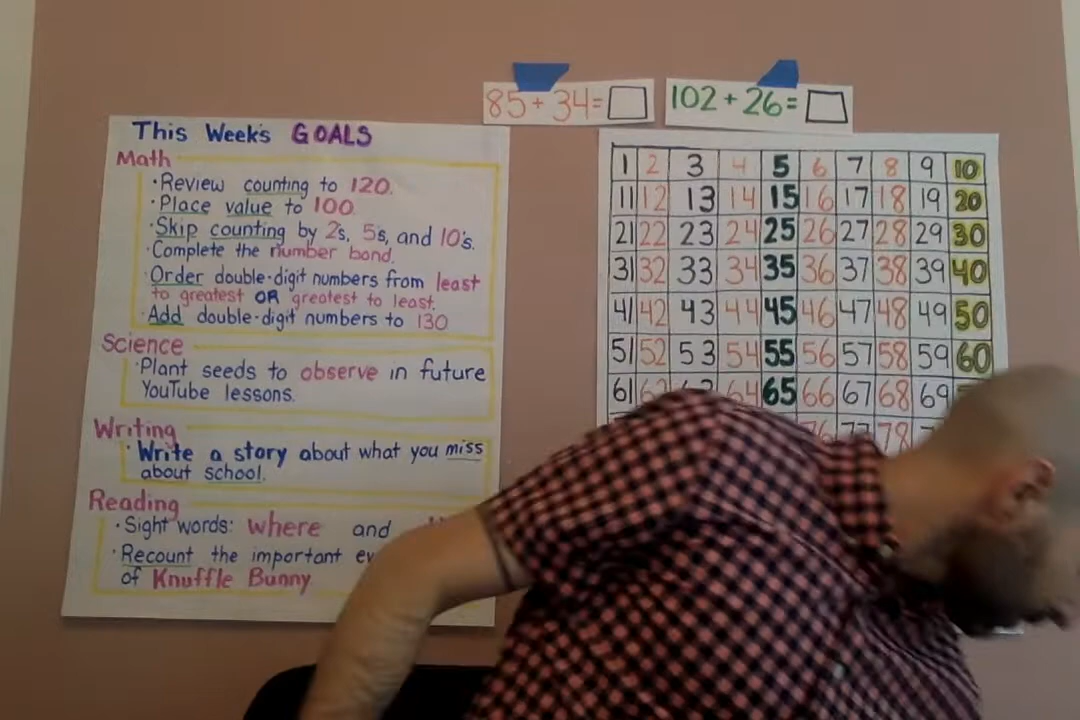 85 + 34 =
102 + 26 =
This Week's GOALS
Math
· Review counting to 120.
· Place value to 100
· Skip counting by 2s, 5s, and 10's.
· Complete the number bond.
· Order double-digit numbers from least
to greatest OR greatest to least.
· Add double-digit numbers to 130
Science
· Plant seeds to observe in future
YouTube lessons.
Writing
· Write a story about what you miss
about school.
Reading
· Sight words: where and
· Recount the important
of Knuffle Bunny
1 2 3 4 5 6 7 8 9 10
11 12 13 14 15 16 17 18 19 20
21 22 23 24 25 26 27 28 29 30
31 32 33 34 35 36 37 38 39 40
41 42 43 44 45 46 47 48 49 50
51 52 53 54 55 56 57 58 59 60
61 62 63 64 65 66 67 68 69
76 77 78